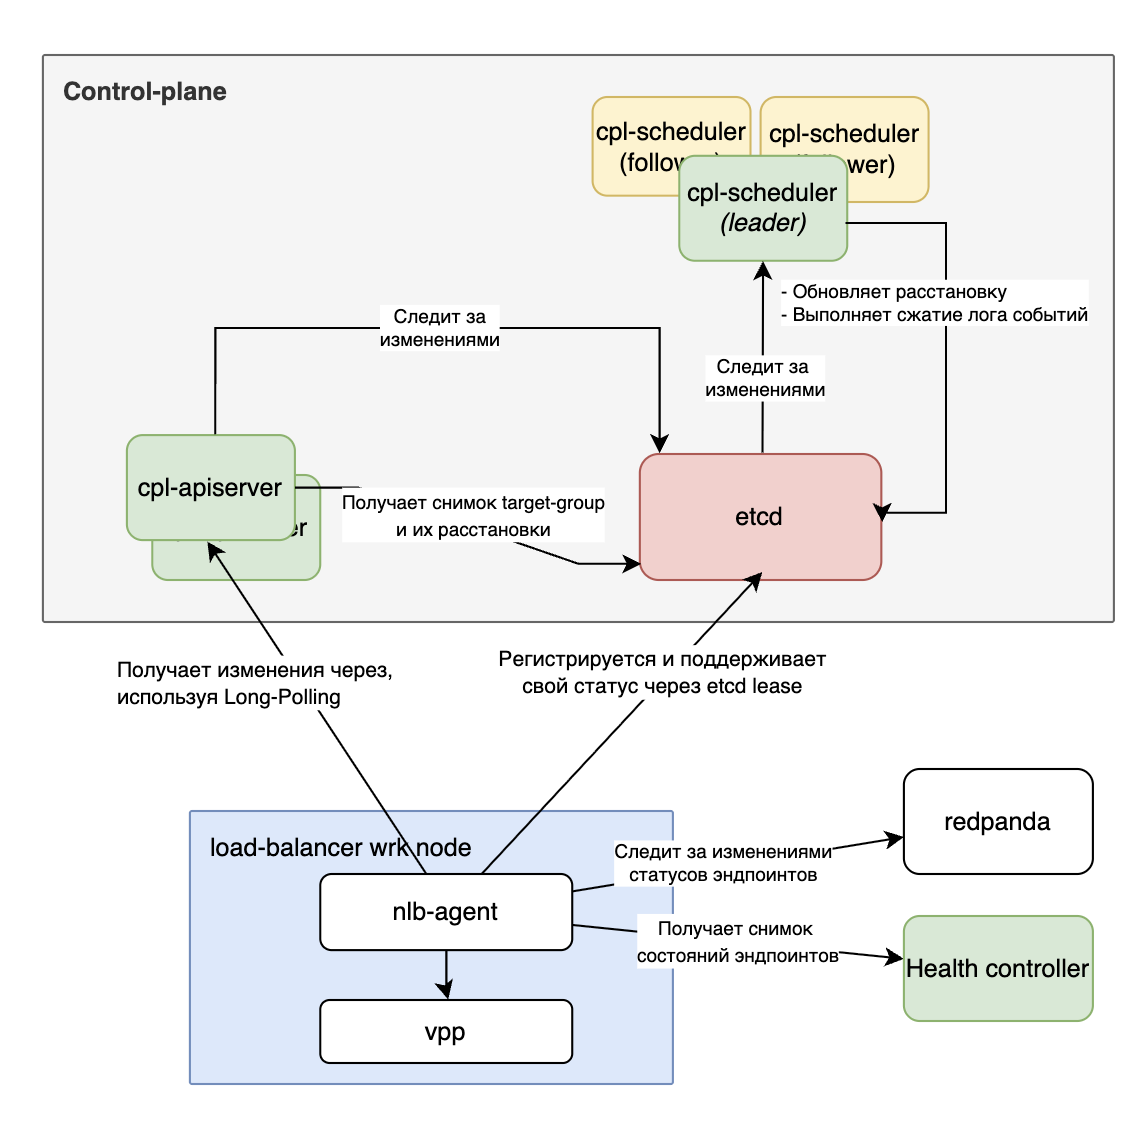 Control-plane
cpl-scheduler
cpl-scheduler
cpl-scheduler
(leader)
- Обновляет расстановку
- Выполняет сжатие лога событий
Следит за
изменениями
Следит за
изменениями
cpl-apiserver
Получает снимок target-group
и их расстановки
etcd
Получает изменения через,
используя Long-Polling
Регистрируется и поддерживает
свой статус через etcd lease
load-balancer wrk node
nlb-agent
vpp
Следит за изменениями
статусов эндпоинтов
Получает снимок
состояний эндпоинтов
redpanda
Health controller